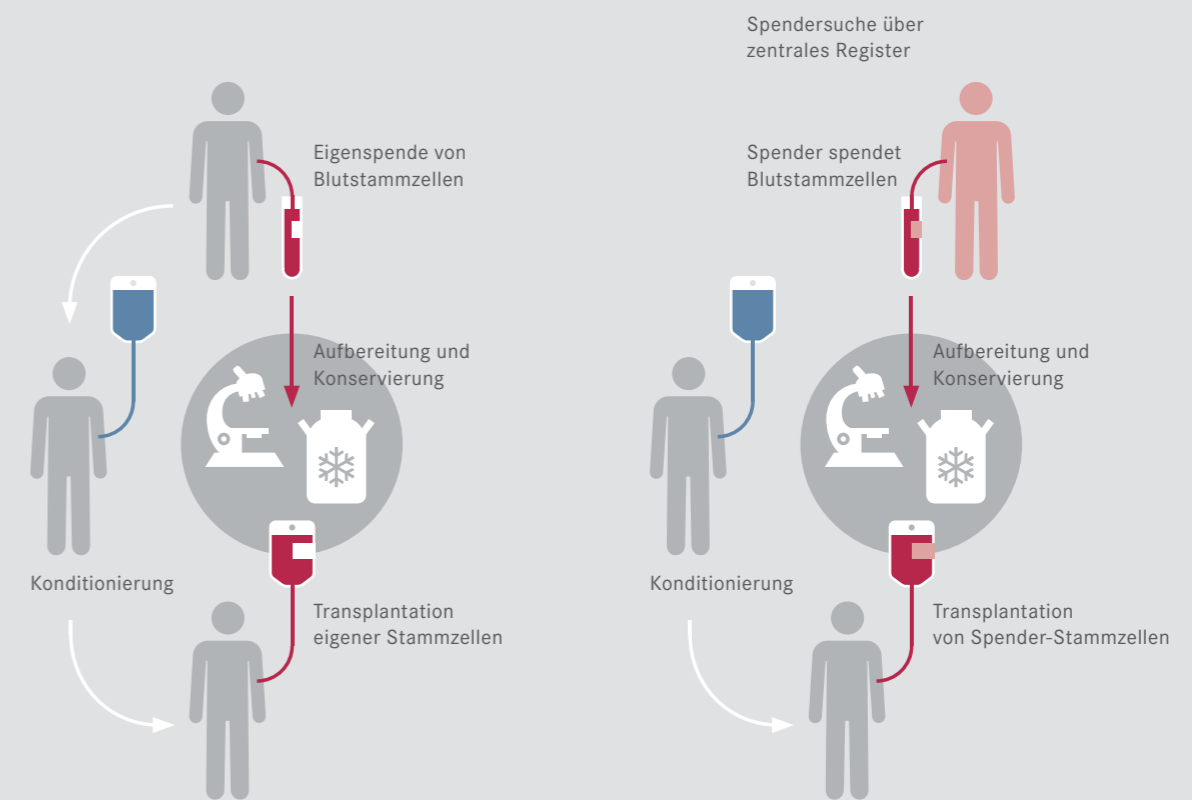 Eigenspende von
Blutstammzellen
Aufbereitung und
Konservierung
Konditionierung
Transplantation
eigener Stammzellen
Spendersuche über
zentrales Register
Spender spendet
Blutstammzellen
Aufbereitung und
Konservierung
Konditionierung
Transplantation
von Spender-Stammzellen